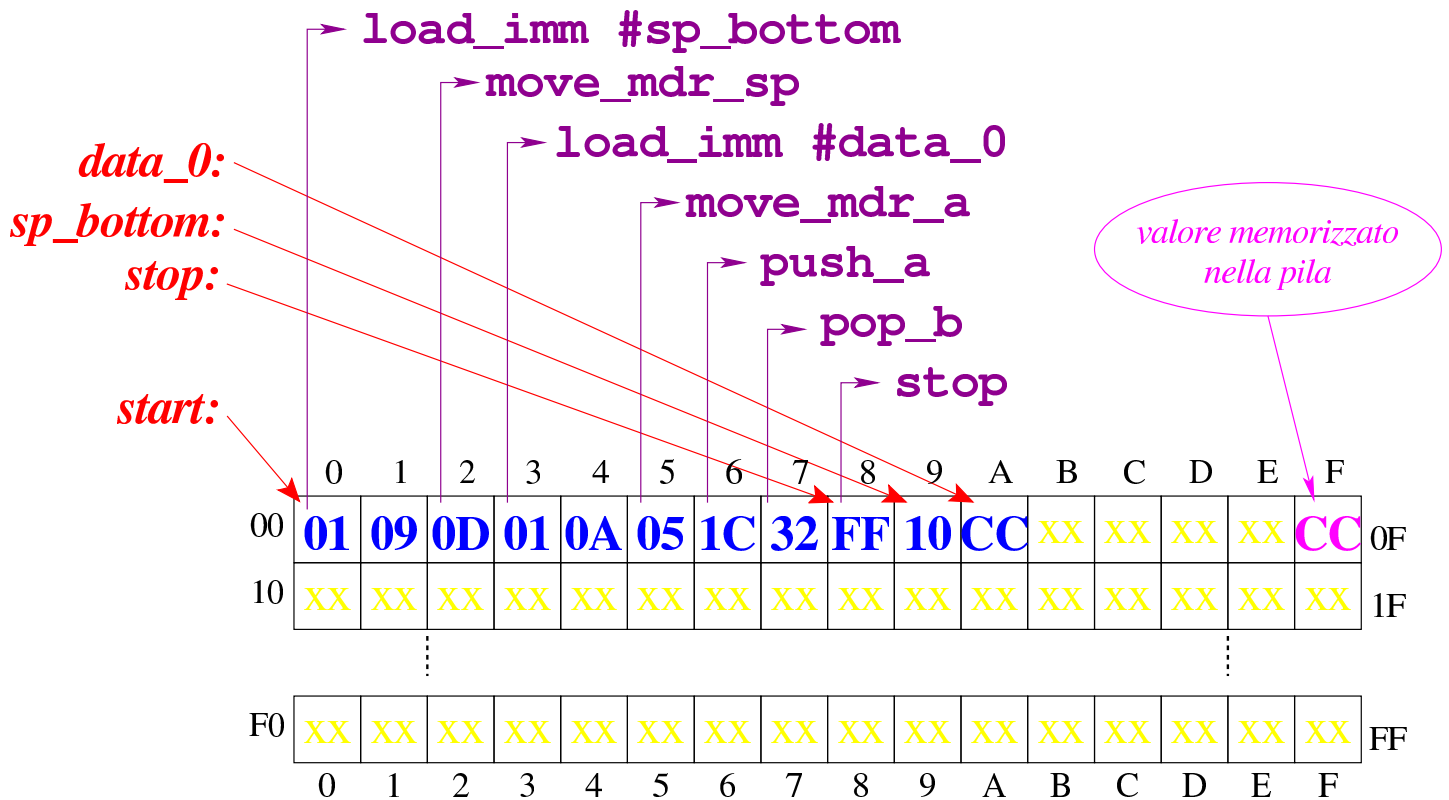 load_imm #sp_bottom
move_mdr_sp
load_imm #data_0
data_0:
move_mdr_a
sp_bottom:
valore memorizzato
nella pila
push_a
stop:
pop_b
stop
start:
0 1 2 3 4 5 6 7 8 9 A B C D E F
00 01 09 0D 01 0A 05 1C 32 FF 10 CC xx xx xx xx CC 0F
10 xx xx xx xx xx xx xx xx xx xx xx xx xx xx xx xx 1F
F0 xx xx xx xx xx xx xx xx xx xx xx xx xx xx xx xx FF
0 1 2 3 4 5 6 7 8 9 A B C D E F